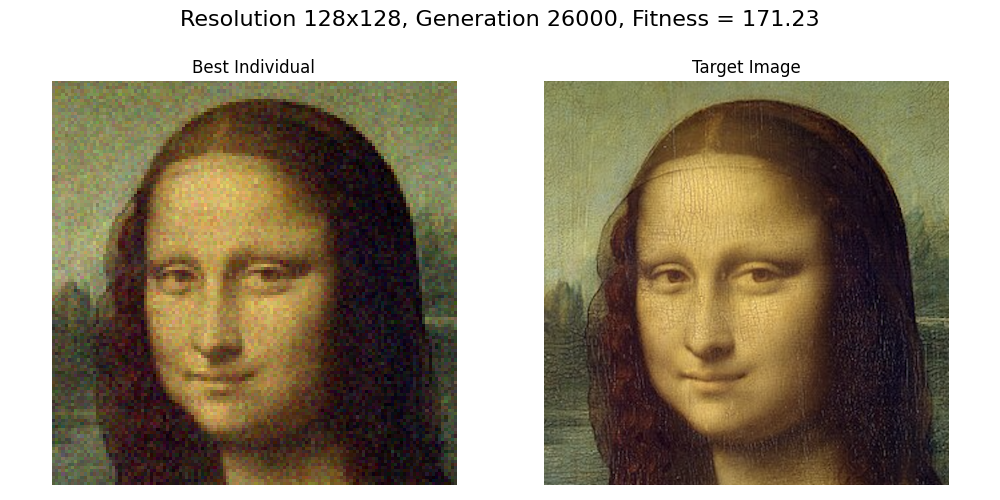 Resolution 128x128, Generation 26000, Fitness = 171.23
Best Individual
Target Image